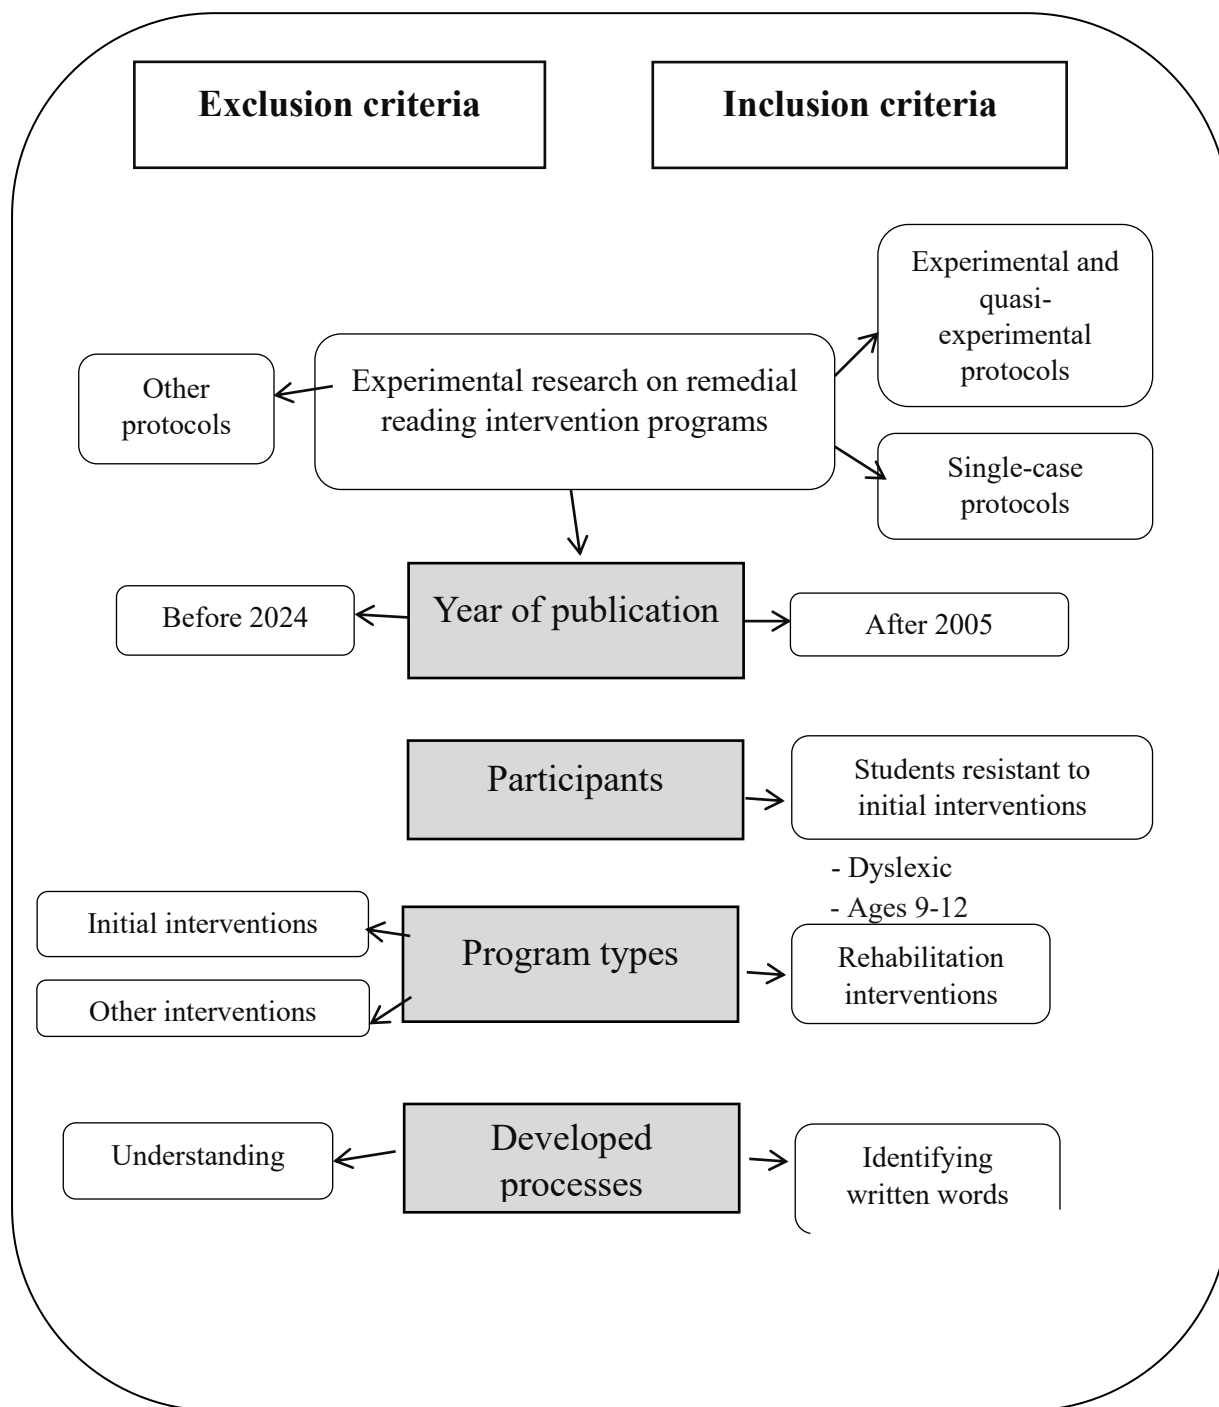 Exclusion criteria
Inclusion criteria
Experimental and
quasi-
experimental
protocols
Other
protocols
Experimental research on remedial
reading intervention programs
Single-case
protocols
Before 2024
Year of publication
After 2005
Participants
Students resistant to
initial interventions
- Dyslexic
- Ages 9-12
Initial interventions
Other interventions
Program types
Rehabilitation
interventions
Understanding
Developed
processes
Identifying
written words